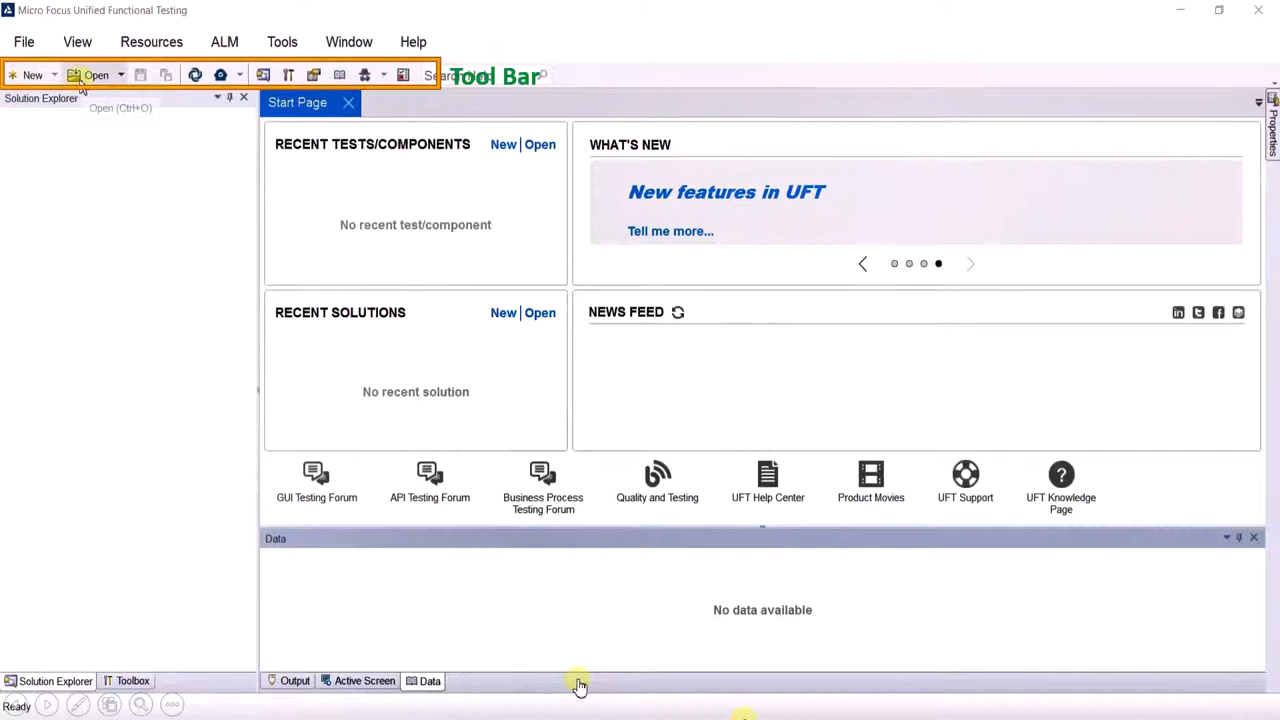 Micro Focus Unified Functional Testing
File View Resources ALM Tools Window Help
New Open Tool Bar
Open (Ctrl+O)
Solution Explorer
Start Page
Properties
RECENT TESTS/COMPONENTS New Open
No recent test/component
WHAT'S NEW
New features in UFT
Tell me more...
RECENT SOLUTIONS New Open
No recent solution
NEWS FEED
GUI Testing Forum
API Testing Forum
Business Process
Testing Forum
Quality and Testing
UFT Help Center
Product Movies
UFT Support
UFT Knowledge
Page
Data
No data available
Solution Explorer Toolbox
Output Active Screen Data
Ready